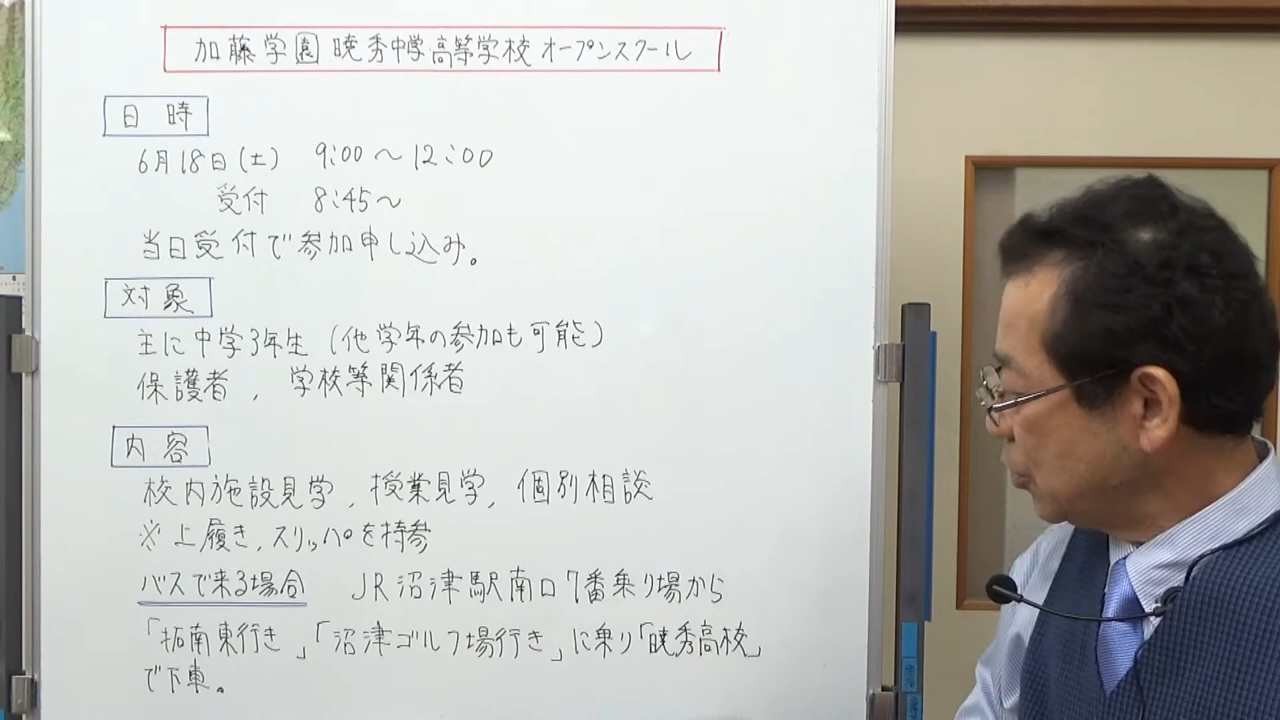 加藤学園 暁秀中学高等学校 オープンスクール
日時
6月18日(土) 9:00～12:00
受付 8:45～
当日受付で参加申し込み。
対象
主に中学3年生 (他学年の参加も可能)
保護者, 学校等関係者
内容
校内施設見学, 授業見学, 個別相談
※上履き,スリッパを持参
バスで来る場合 JR沼津駅南口7番乗り場から
「拓南東行き」「沼津ゴルフ場行き」に乗り「暁秀高校」
で下車。